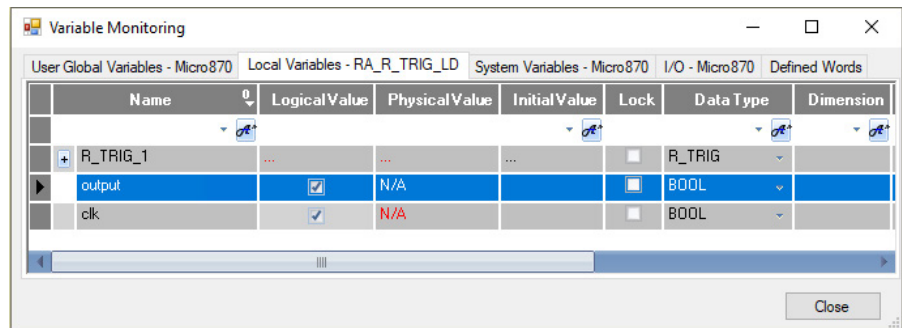 Variable Monitoring
User Global Variables - Micro870 Local Variables - RA_R_TRIG_LD System Variables - Micro870 I/O - Micro870 Defined Words
Name Logical Value Physical Value Initial Value Lock Data Type Dimension
R_TRIG_1 ... ... ... R_TRIG
output N/A BOOL
clk N/A BOOL
Close